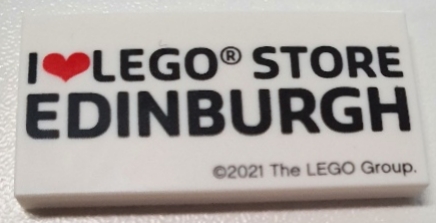 I❤LEGO® STORE
EDINBURGH
©2021 The LEGO Group.